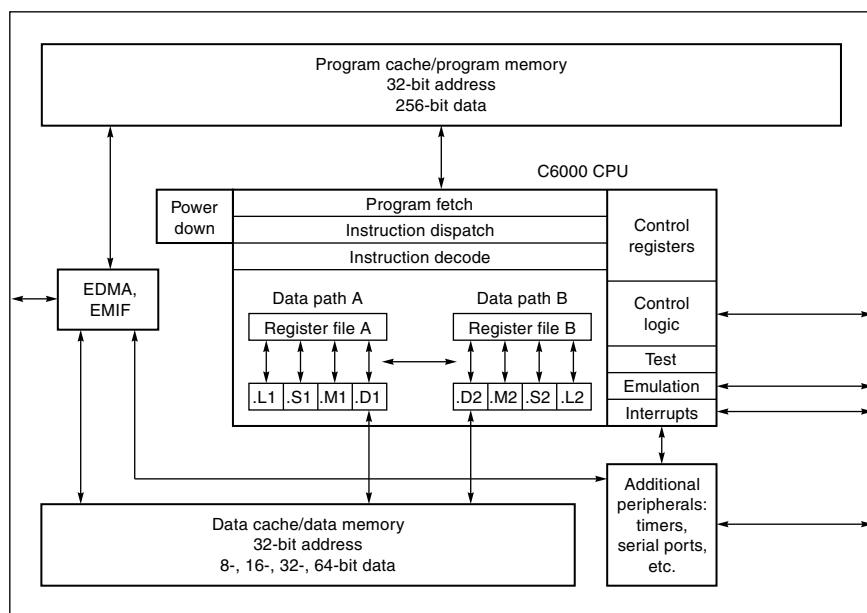 Program cache/program memory
32-bit address
256-bit data
C6000 CPU
Power
down
Program fetch
Instruction dispatch
Instruction decode
Control
registers
EDMA,
EMIF
Data path A
Register file A
Data path B
Register file B
Control
logic
Test
Emulation
Interrupts
.L1 .S1 .M1 .D1
.D2 .M2 .S2 .L2
Data cache/data memory
32-bit address
8-, 16-, 32-, 64-bit data
Additional
peripherals:
timers,
serial ports,
etc.